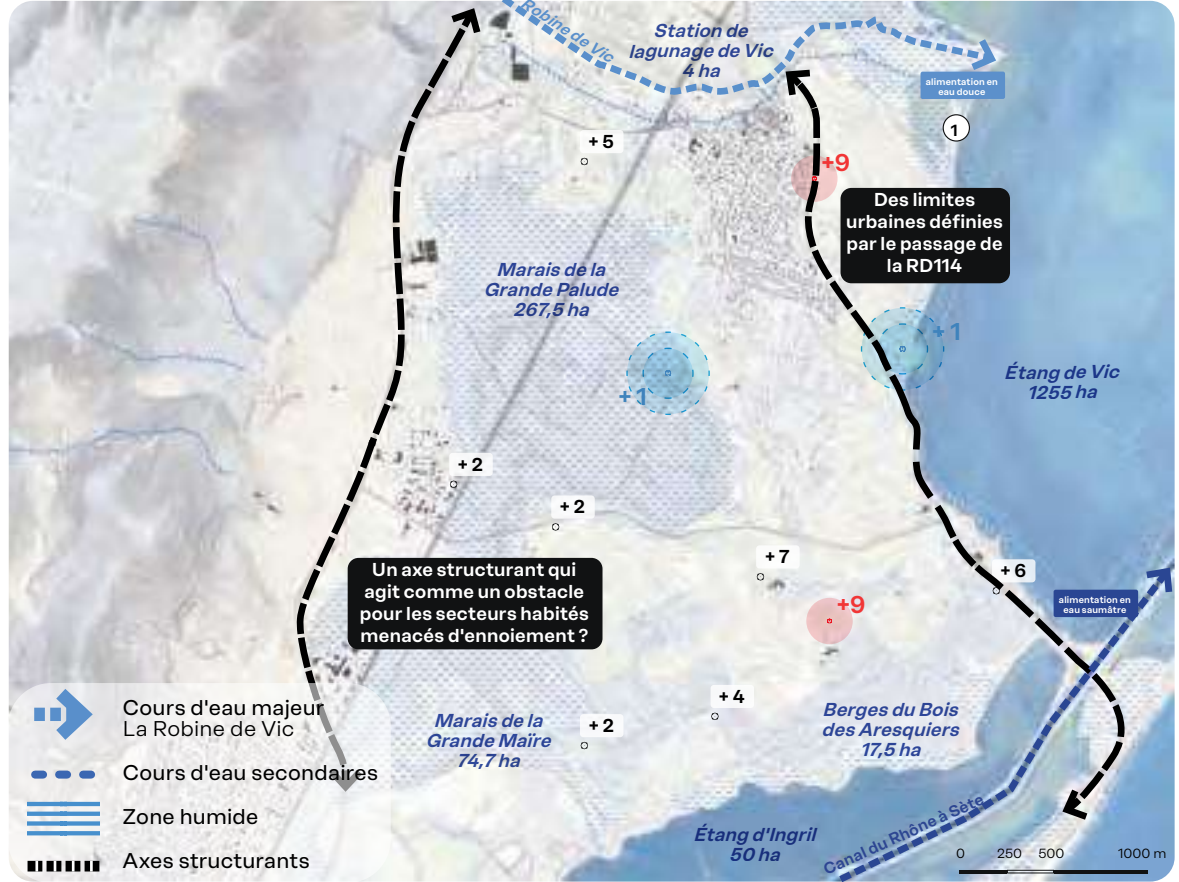 Robine de Vic
Station de
lagunage de Vic
4 ha
alimentation en
eau douce
1
+ 5
+9
Des limites
urbaines définies
par le passage de
la RD114
Marais de la
Grande Palude
267,5 ha
+ 1
+ 1
Étang de Vic
1255 ha
+ 2
+ 2
+ 7
+ 6
Un axe structurant qui
agit comme un obstacle
pour les secteurs habités
menacés d'ennoiement ?
+9
alimentation en
eau saumâtre
+ 4
+ 2
Marais de la
Grande Maïre
74,7 ha
Berges du Bois
des Aresquiers
17,5 ha
Étang d'Ingril
50 ha
Canal du Rhône à Sète
Cours d'eau majeur
La Robine de Vic
Cours d'eau secondaires
Zone humide
Axes structurants
0 250 500 1000 m